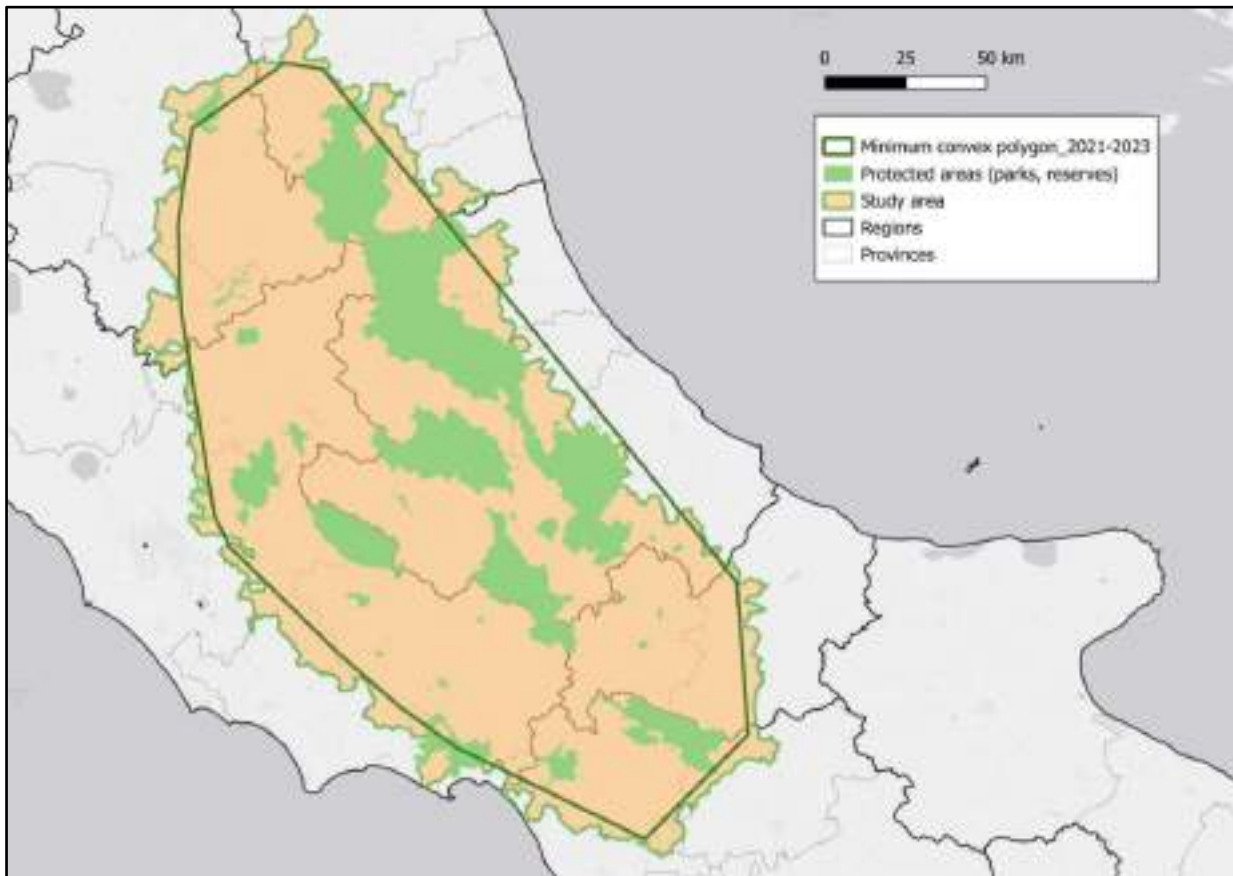 0 25 50 km
Minimum convex polygon_2021-2023
Protected areas (parks, reserves)
Study area
Regions
Provinces